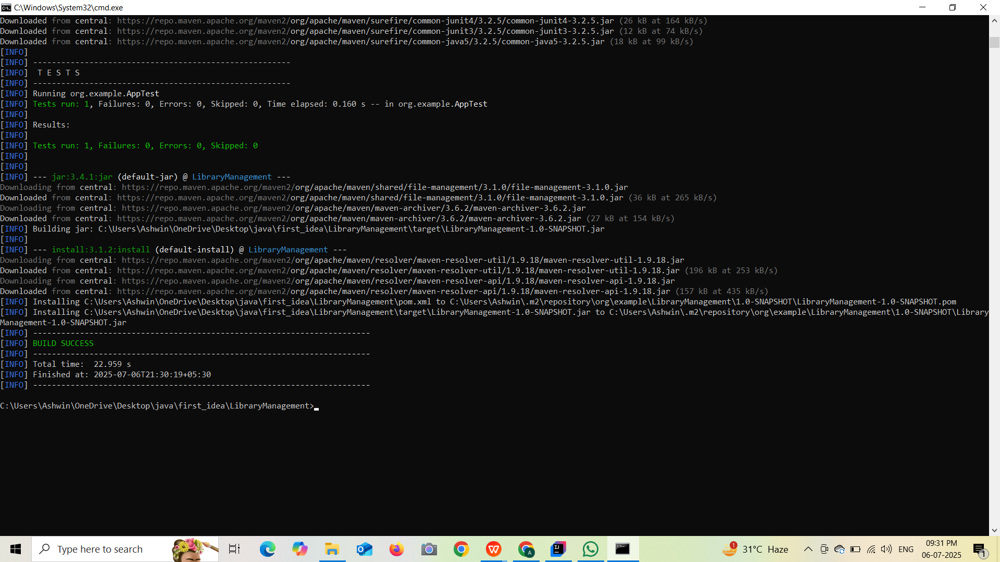 C:\Windows\System32\cmd.exe
Downloaded from central: https://repo.maven.apache.org/maven2/org/apache/maven/surefire/common-junit4/3.2.5/common-junit4-3.2.5.jar (26 kB at 164 kB/s)
Downloaded from central: https://repo.maven.apache.org/maven2/org/apache/maven/surefire/common-junit3/3.2.5/common-junit3-3.2.5.jar (12 kB at 74 kB/s)
Downloaded from central: https://repo.maven.apache.org/maven2/org/apache/maven/surefire/common-java5/3.2.5/common-java5-3.2.5.jar (18 kB at 99 kB/s)
[INFO]
[INFO] -------------------------------------------------------
[INFO]  T E S T S
[INFO] -------------------------------------------------------
[INFO] Running org.example.AppTest
[INFO] Tests run: 1, Failures: 0, Errors: 0, Skipped: 0, Time elapsed: 0.160 s -- in org.example.AppTest
[INFO]
[INFO] Results:
[INFO]
[INFO] Tests run: 1, Failures: 0, Errors: 0, Skipped: 0
[INFO]
[INFO]
[INFO] --- jar:3.4.1:jar (default-jar) @ LibraryManagement ---
Downloading from central: https://repo.maven.apache.org/maven2/org/apache/maven/shared/file-management/3.1.0/file-management-3.1.0.jar
Downloaded from central: https://repo.maven.apache.org/maven2/org/apache/maven/shared/file-management/3.1.0/file-management-3.1.0.jar (36 kB at 265 kB/s)
Downloading from central: https://repo.maven.apache.org/maven2/org/apache/maven/maven-archiver/3.6.2/maven-archiver-3.6.2.jar
Downloaded from central: https://repo.maven.apache.org/maven2/org/apache/maven/maven-archiver/3.6.2/maven-archiver-3.6.2.jar (27 kB at 154 kB/s)
[INFO] Building jar: C:\Users\Ashwin\OneDrive\Desktop\java\first_idea\LibraryManagement\target\LibraryManagement-1.0-SNAPSHOT.jar
[INFO]
[INFO] --- install:3.1.2:install (default-install) @ LibraryManagement ---
Downloading from central: https://repo.maven.apache.org/maven2/org/apache/maven/resolver/maven-resolver-util/1.9.18/maven-resolver-util-1.9.18.jar
Downloaded from central: https://repo.maven.apache.org/maven2/org/apache/maven/resolver/maven-resolver-util/1.9.18/maven-resolver-util-1.9.18.jar (196 kB at 253 kB/s)
Downloading from central: https://repo.maven.apache.org/maven2/org/apache/maven/resolver/maven-resolver-api/1.9.18/maven-resolver-api-1.9.18.jar
Downloaded from central: https://repo.maven.apache.org/maven2/org/apache/maven/resolver/maven-resolver-api/1.9.18/maven-resolver-api-1.9.18.jar (157 kB at 435 kB/s)
[INFO] Installing C:\Users\Ashwin\OneDrive\Desktop\java\first_idea\LibraryManagement\pom.xml to C:\Users\Ashwin\.m2\repository\org\example\LibraryManagement\1.0-SNAPSHOT\LibraryManagement-1.0-SNAPSHOT.pom
[INFO] Installing C:\Users\Ashwin\OneDrive\Desktop\java\first_idea\LibraryManagement\target\LibraryManagement-1.0-SNAPSHOT.jar to C:\Users\Ashwin\.m2\repository\org\example\LibraryManagement\1.0-SNAPSHOT\Library
Management-1.0-SNAPSHOT.jar
[INFO] ------------------------------------------------------------------------
[INFO] BUILD SUCCESS
[INFO] ------------------------------------------------------------------------
[INFO] Total time:  22.959 s
[INFO] Finished at: 2025-07-06T21:30:19+05:30
[INFO] ------------------------------------------------------------------------
C:\Users\Ashwin\OneDrive\Desktop\java\first_idea\LibraryManagement>
Type here to search
1
31°C Haze
ENG
09:31 PM
06-07-2025
1